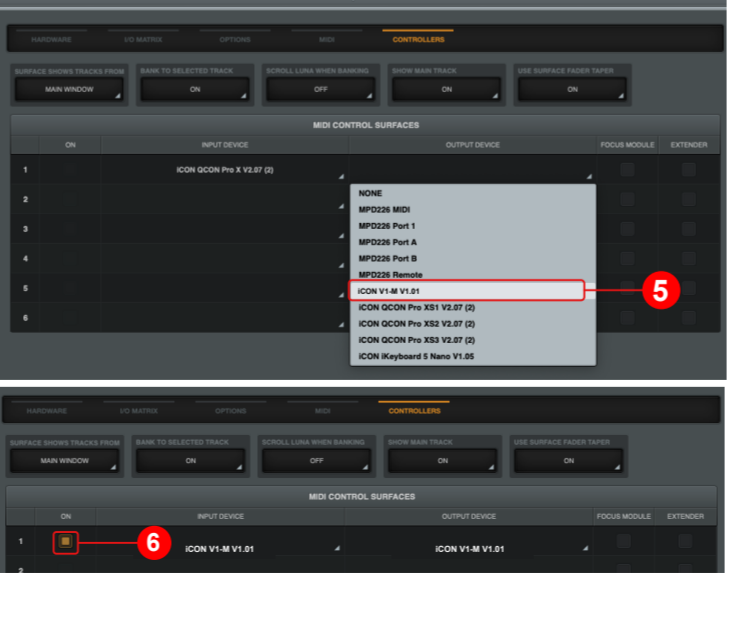 HARDWARE I/O MATRIX OPTIONS MIDI CONTROLLERS
SURFACE SHOWS TRACKS FROM BANK TO SELECTED TRACK SCROLL LUNA WHEN BANKING SHOW MAIN TRACK USE SURFACE FADER TAPER
MAIN WINDOW ON OFF ON ON
MIDI CONTROL SURFACES
ON INPUT DEVICE OUTPUT DEVICE FOCUS MODULE EXTENDER
1 iCON QCON Pro X V2.07 (2)
NONE
2
MPD226 MIDI
3 MPD226 Port 1
MPD226 Port A
4 MPD226 Port B
MPD226 Remote
5 iCON V1-M V1.01 5
iCON QCON Pro XS1 V2.07 (2)
6 iCON QCON Pro XS2 V2.07 (2)
iCON QCON Pro XS3 V2.07 (2)
iCON iKeyboard 5 Nano V1.05
HARDWARE I/O MATRIX OPTIONS MIDI CONTROLLERS
SURFACE SHOWS TRACKS FROM BANK TO SELECTED TRACK SCROLL LUNA WHEN BANKING SHOW MAIN TRACK USE SURFACE FADER TAPER
MAIN WINDOW ON OFF ON ON
MIDI CONTROL SURFACES
ON INPUT DEVICE OUTPUT DEVICE FOCUS MODULE EXTENDER
1 6 iCON V1-M V1.01 iCON V1-M V1.01
2